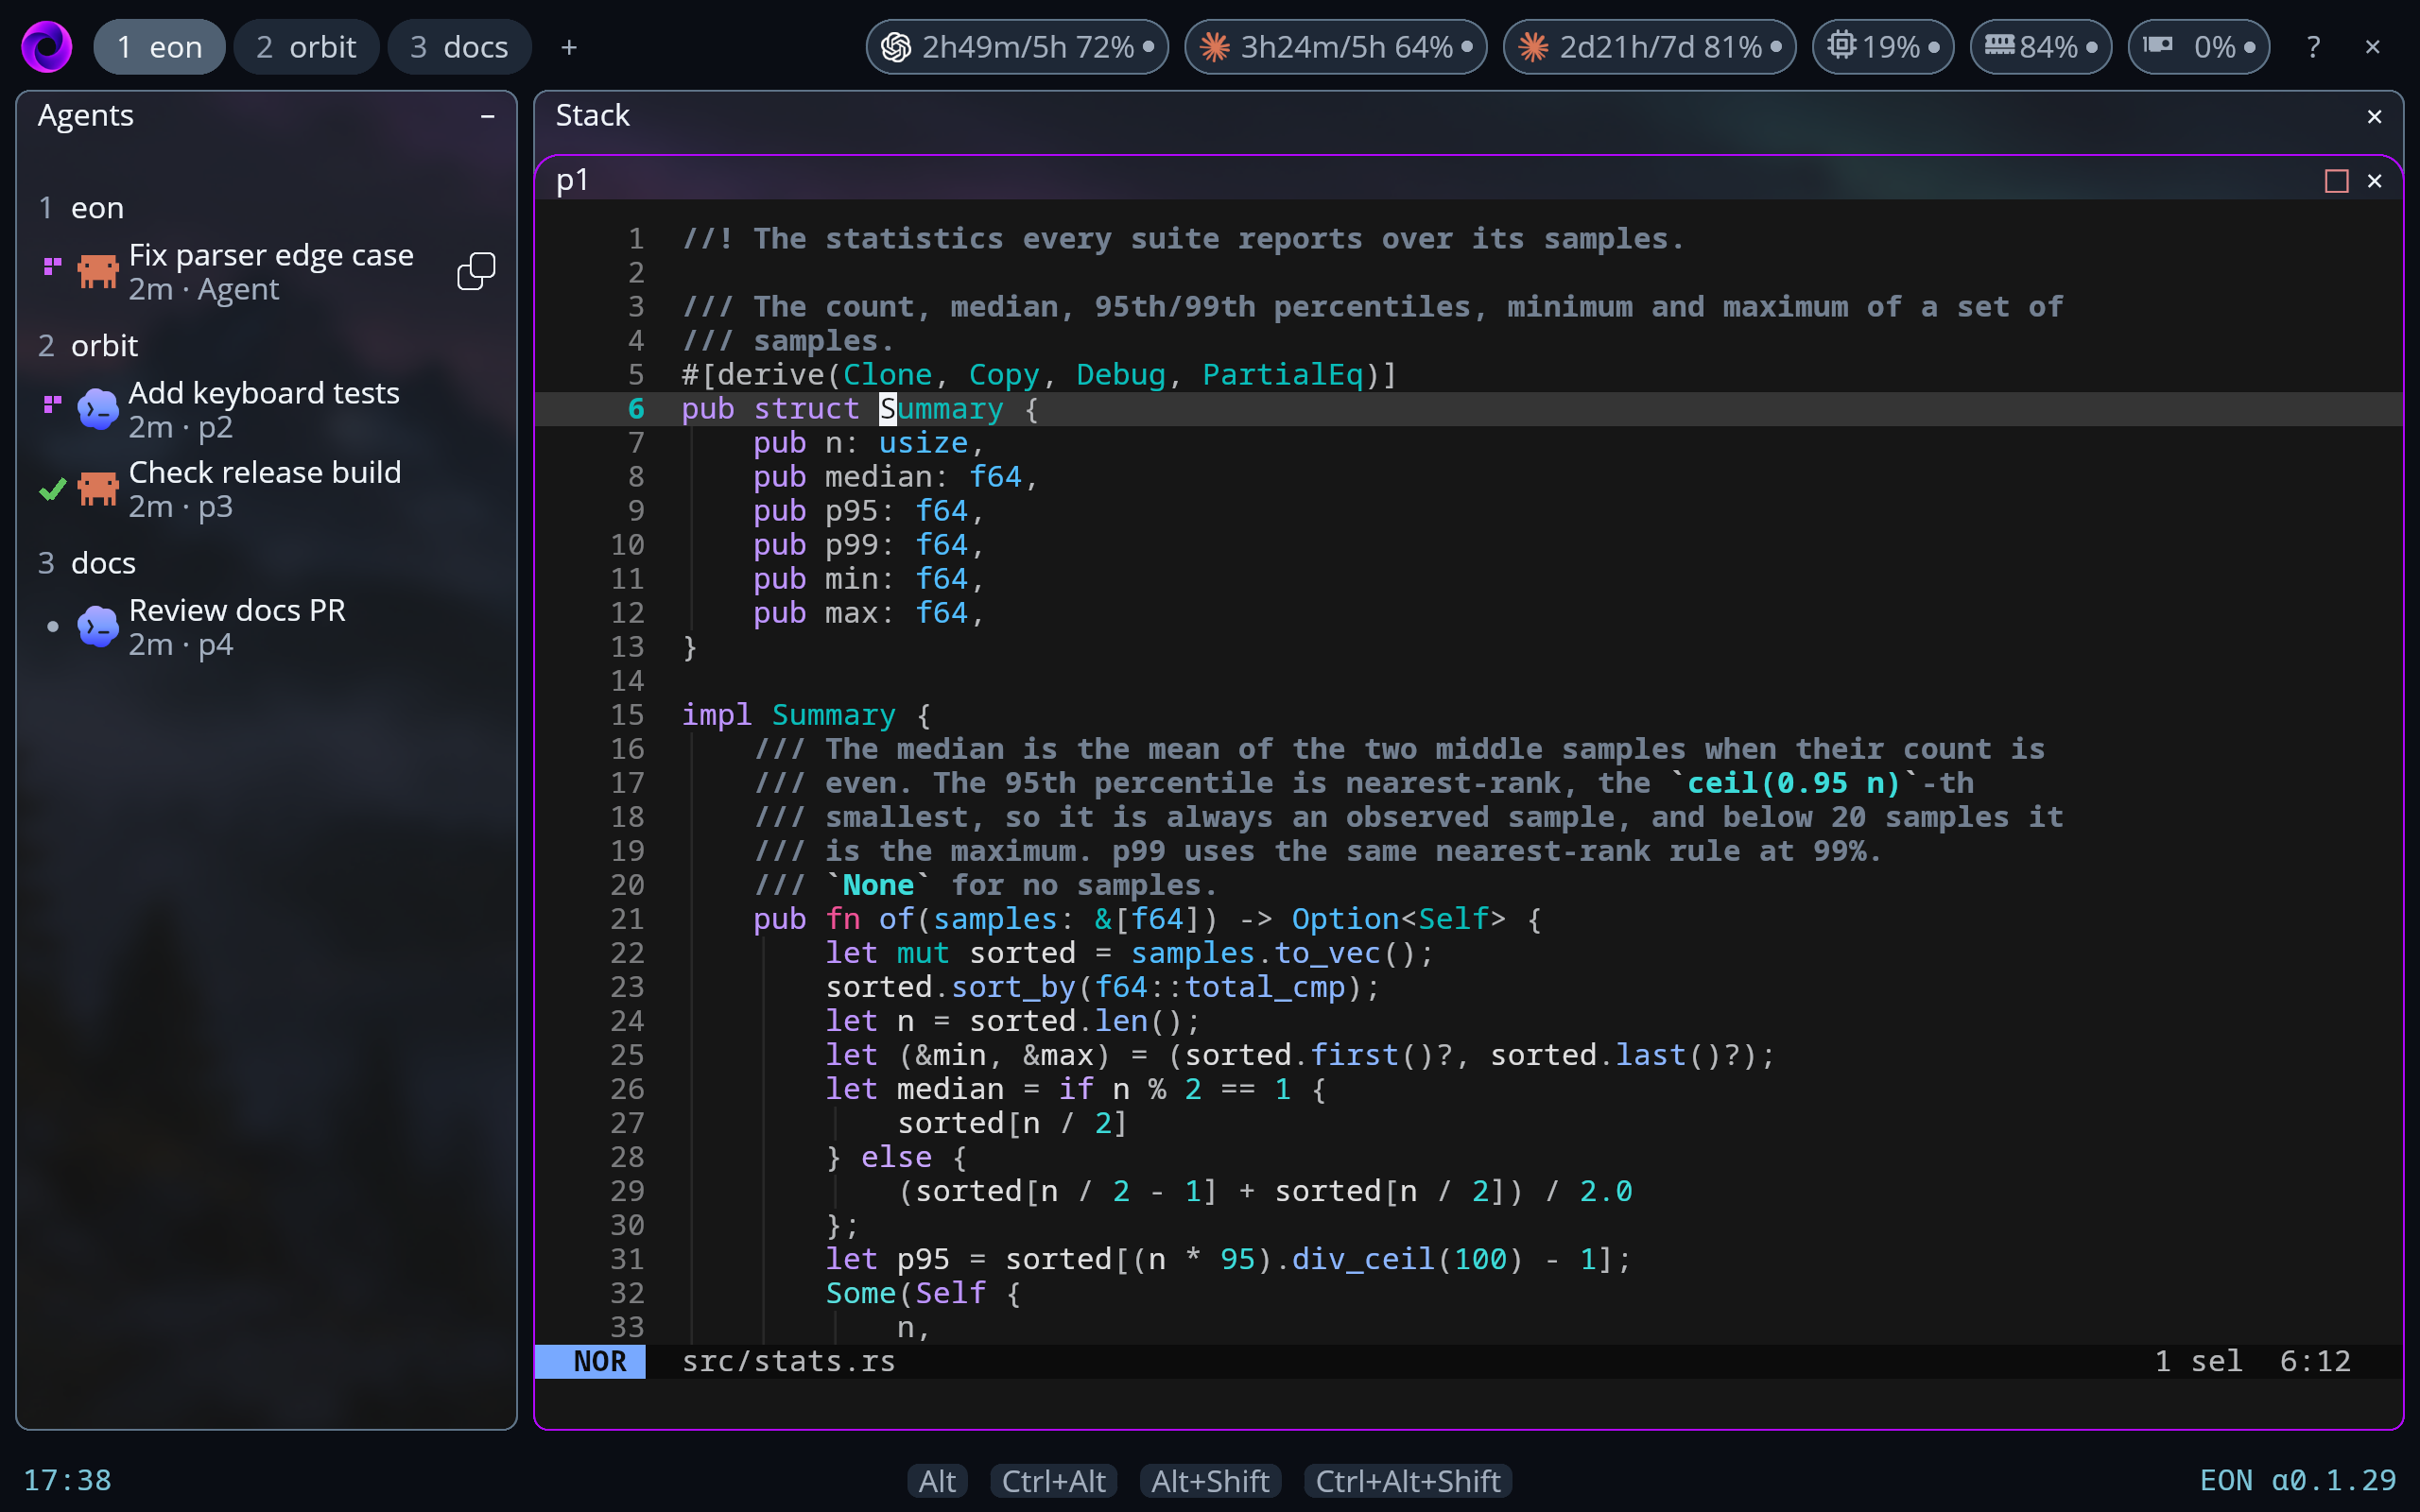 1 eon 2 orbit 3 docs + 2h49m/5h 72% 3h24m/5h 64% 2d21h/7d 81% 19% 84% 0% ? ×
Agents −
1 eon
Fix parser edge case
2m · Agent
2 orbit
Add keyboard tests
2m · p2
Check release build
2m · p3
3 docs
Review docs PR
2m · p4
Stack ×
p1 ×
1 //! The statistics every suite reports over its samples.
2
3 /// The count, median, 95th/99th percentiles, minimum and maximum of a set of
4 /// samples.
5 #[derive(Clone, Copy, Debug, PartialEq)]
6 pub struct Summary {
7     pub n: usize,
8     pub median: f64,
9     pub p95: f64,
10     pub p99: f64,
11     pub min: f64,
12     pub max: f64,
13 }
14
15 impl Summary {
16     /// The median is the mean of the two middle samples when their count is
17     /// even. The 95th percentile is nearest-rank, the `ceil(0.95 n)`-th
18     /// smallest, so it is always an observed sample, and below 20 samples it
19     /// is the maximum. p99 uses the same nearest-rank rule at 99%.
20     /// `None` for no samples.
21     pub fn of(samples: &[f64]) -> Option<Self> {
22         let mut sorted = samples.to_vec();
23         sorted.sort_by(f64::total_cmp);
24         let n = sorted.len();
25         let (&min, &max) = (sorted.first()?, sorted.last()?);
26         let median = if n % 2 == 1 {
27             sorted[n / 2]
28         } else {
29             (sorted[n / 2 - 1] + sorted[n / 2]) / 2.0
30         };
31         let p95 = sorted[(n * 95).div_ceil(100) - 1];
32         Some(Self {
33             n,
NOR src/stats.rs 1 sel 6:12
17:38 Alt Ctrl+Alt Alt+Shift Ctrl+Alt+Shift EON α0.1.29